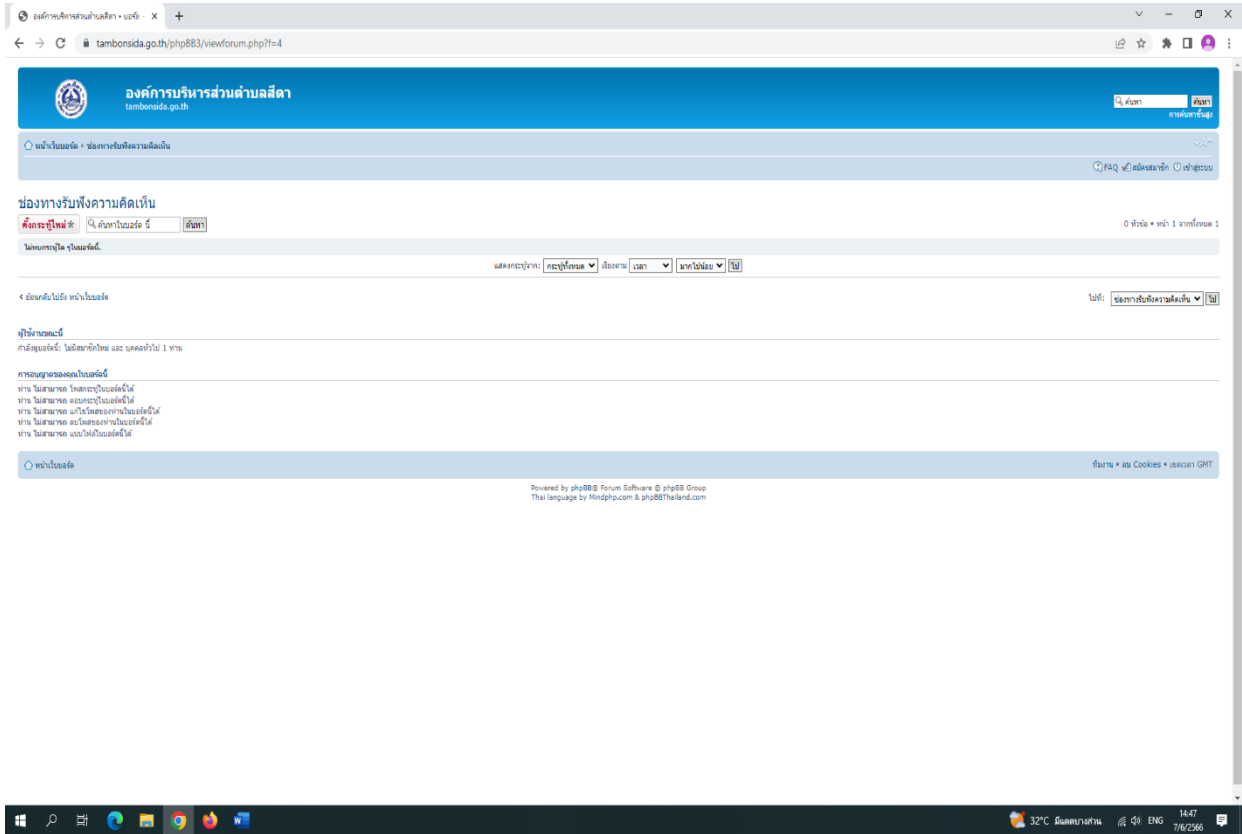 องค์การบริหารส่วนตำบลสีดา • บอร์ด -
tambonsida.go.th/phpBB3/viewforum.php?f=4
องค์การบริหารส่วนตำบลสีดา
tambonsida.go.th
ค้นหา ค้นหา
การค้นหาขั้นสูง
หน้าเว็บบอร์ด ‹ ช่องทางรับฟังความคิดเห็น
FAQ สมัครสมาชิก เข้าสู่ระบบ
ช่องทางรับฟังความคิดเห็น
ตั้งกระทู้ใหม่ ค้นหาในบอร์ด นี้ ค้นหา 0 หัวข้อ • หน้า 1 จากทั้งหมด 1
ไม่พบกระทู้ใด ๆในบอร์ดนี้.
แสดงกระทู้จาก: กระทู้ทั้งหมด เรียงตาม เวลา มากไปน้อย ไป
‹ ย้อนกลับไปยัง หน้าเว็บบอร์ด ไปที่: ช่องทางรับฟังความคิดเห็น ไป
ผู้ใช้งานขณะนี้
กำลังดูบอร์ดนี้: ไม่มีสมาชิกใหม่ และ บุคคลทั่วไป 1 ท่าน
การอนุญาตของคุณในบอร์ดนี้
ท่าน ไม่สามารถ โพสกระทู้ในบอร์ดนี้ได้
ท่าน ไม่สามารถ ตอบกระทู้ในบอร์ดนี้ได้
ท่าน ไม่สามารถ แก้ไขโพสของท่านในบอร์ดนี้ได้
ท่าน ไม่สามารถ ลบโพสของท่านในบอร์ดนี้ได้
ท่าน ไม่สามารถ แนบไฟล์ในบอร์ดนี้ได้
หน้าเว็บบอร์ด ทีมงาน • ลบ Cookies • เขตเวลา GMT
Powered by phpBB® Forum Software © phpBB Group
Thai language by Mindphp.com & phpBBThailand.com
32°C มีแดดบางส่วน ENG 14:47
7/6/2566